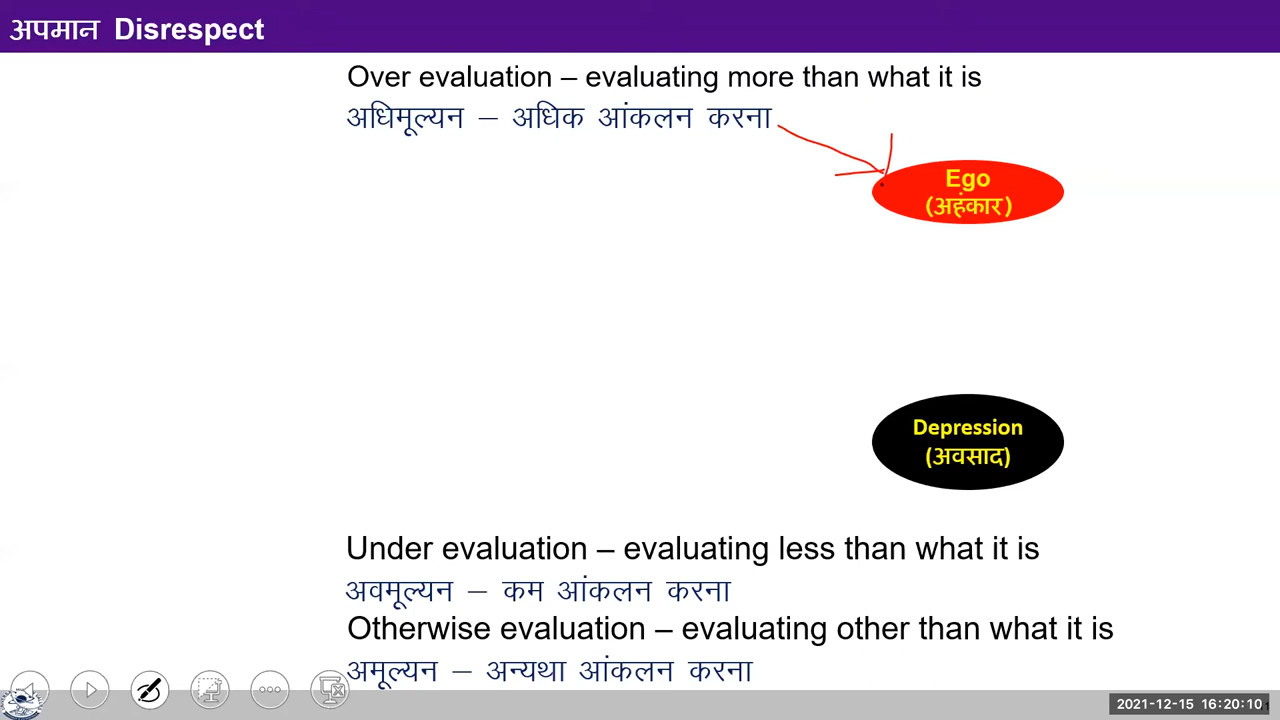 अपमान Disrespect
Over evaluation – evaluating more than what it is
अधिमूल्यन – अधिक आंकलन करना
Ego
(अहंकार)
Depression
(अवसाद)
Under evaluation – evaluating less than what it is
अवमूल्यन – कम आंकलन करना
Otherwise evaluation – evaluating other than what it is
अमूल्यन – अन्यथा आंकलन करना
2021-12-15 16:20:10